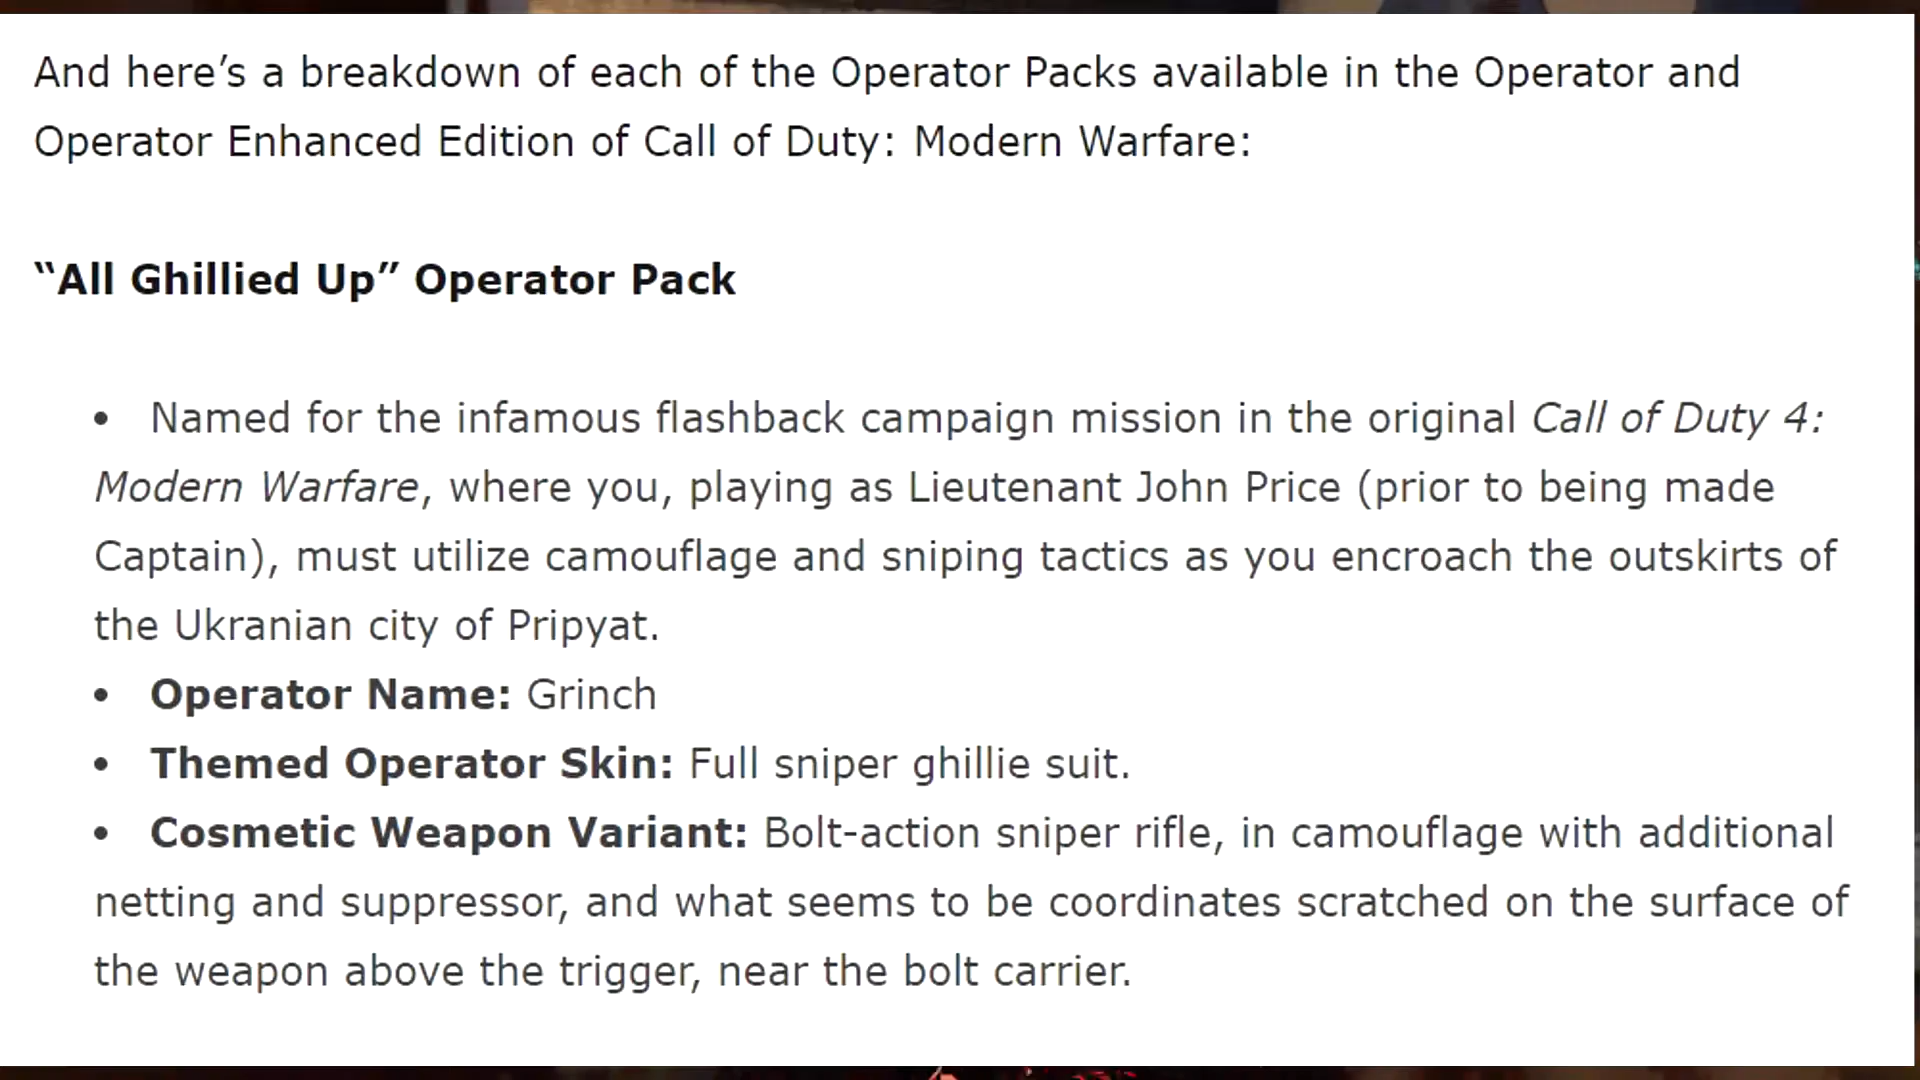 And here’s a breakdown of each of the Operator Packs available in the Operator and
Operator Enhanced Edition of Call of Duty: Modern Warfare:
“All Ghillied Up” Operator Pack
• Named for the infamous flashback campaign mission in the original Call of Duty 4:
Modern Warfare, where you, playing as Lieutenant John Price (prior to being made
Captain), must utilize camouflage and sniping tactics as you encroach the outskirts of
the Ukranian city of Pripyat.
• Operator Name: Grinch
• Themed Operator Skin: Full sniper ghillie suit.
• Cosmetic Weapon Variant: Bolt-action sniper rifle, in camouflage with additional
netting and suppressor, and what seems to be coordinates scratched on the surface of
the weapon above the trigger, near the bolt carrier.